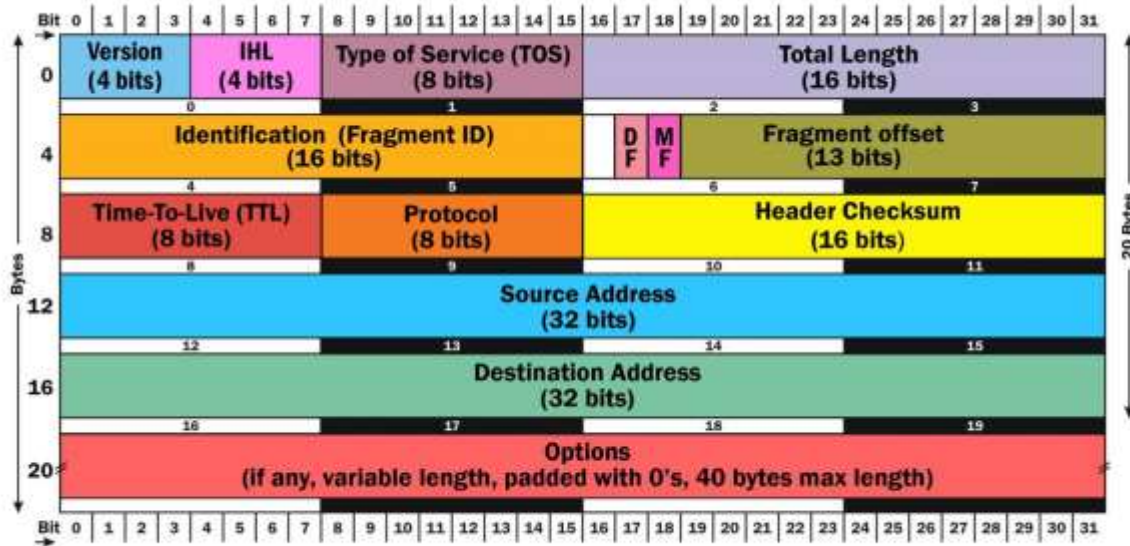 Bit 0 1 2 3 4 5 6 7 8 9 10 11 12 13 14 15 16 17 18 19 20 21 22 23 24 25 26 27 28 29 30 31
0 Version IHL Type of Service (TOS) Total Length
(4 bits) (4 bits) (8 bits) (16 bits)
0 1 2 3
4 Identification (Fragment ID) D M Fragment offset
(16 bits) F F (13 bits)
4 5 6 7
8 Time-To-Live (TTL) Protocol Header Checksum
(8 bits) (8 bits) (16 bits)
8 9 10 11
12 Source Address
(32 bits)
12 13 14 15
16 Destination Address
(32 bits)
16 17 18 19
20 Options
(if any, variable length, padded with 0's, 40 bytes max length)
Bit 0 1 2 3 4 5 6 7 8 9 10 11 12 13 14 15 16 17 18 19 20 21 22 23 24 25 26 27 28 29 30 31
Bytes
20 Bytes